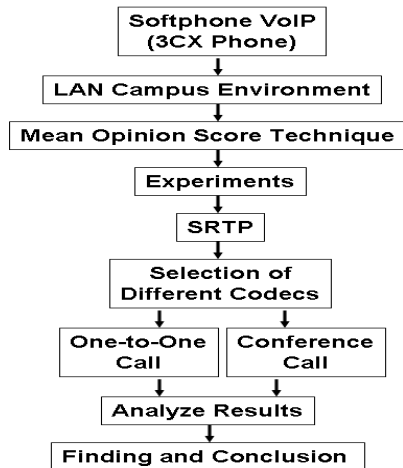 Softphone VoIP
(3CX Phone)
LAN Campus Environment
Mean Opinion Score Technique
Experiments
SRTP
Selection of
Different Codecs
One-to-One
Call
Conference
Call
Analyze Results
Finding and Conclusion